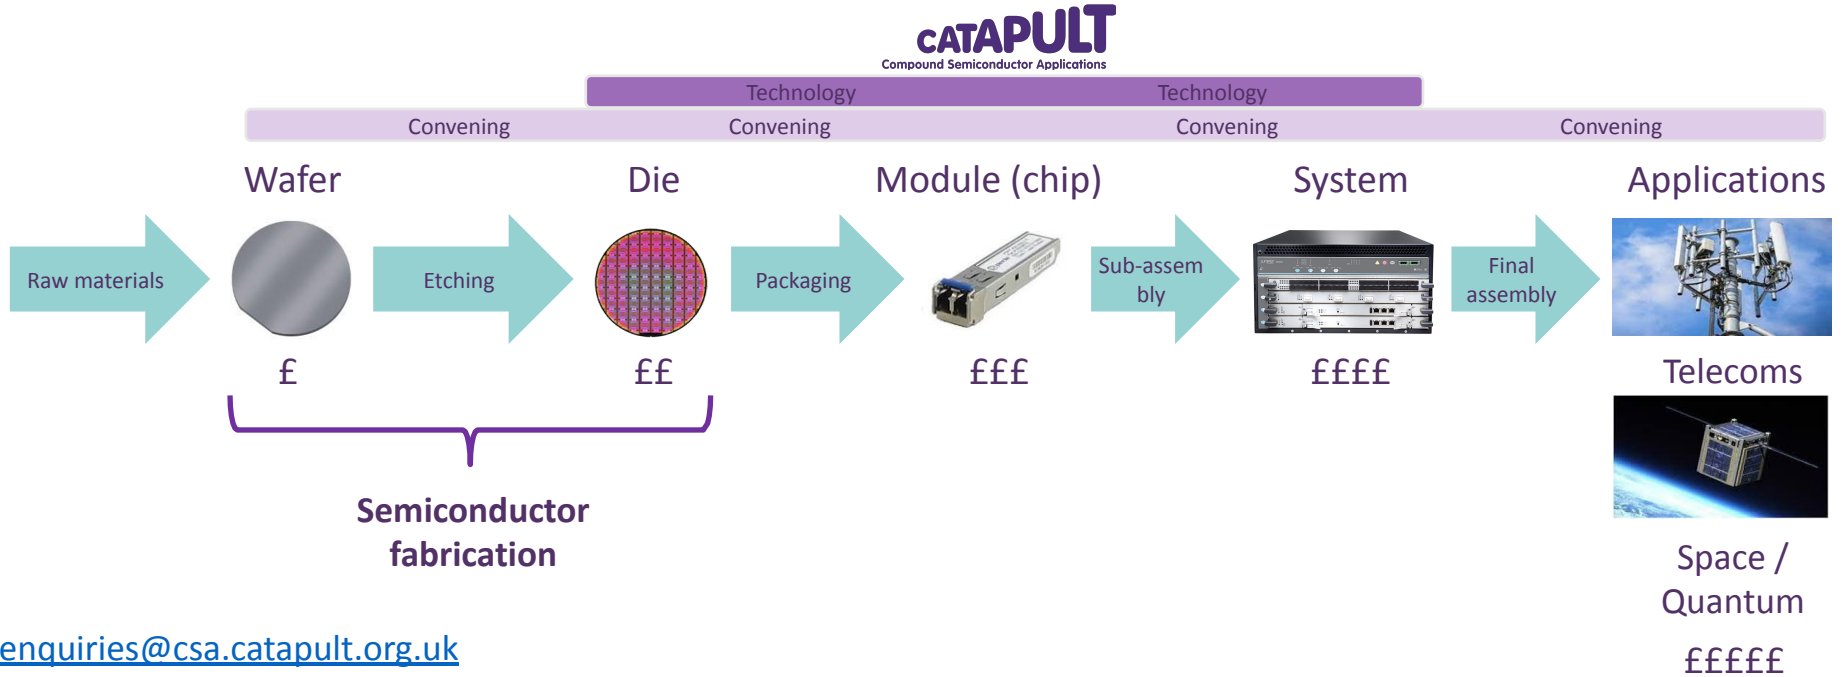 CATAPULT
Compound Semiconductor Applications
Technology Technology
Convening Convening Convening Convening
Wafer Die Module (chip) System Applications
Raw materials
Etching
Packaging
Sub-assem
bly
Final
assembly
£ ££ £££ ££££
Telecoms
Semiconductor
fabrication
Space /
Quantum
£££££
enquiries@csa.catapult.org.uk